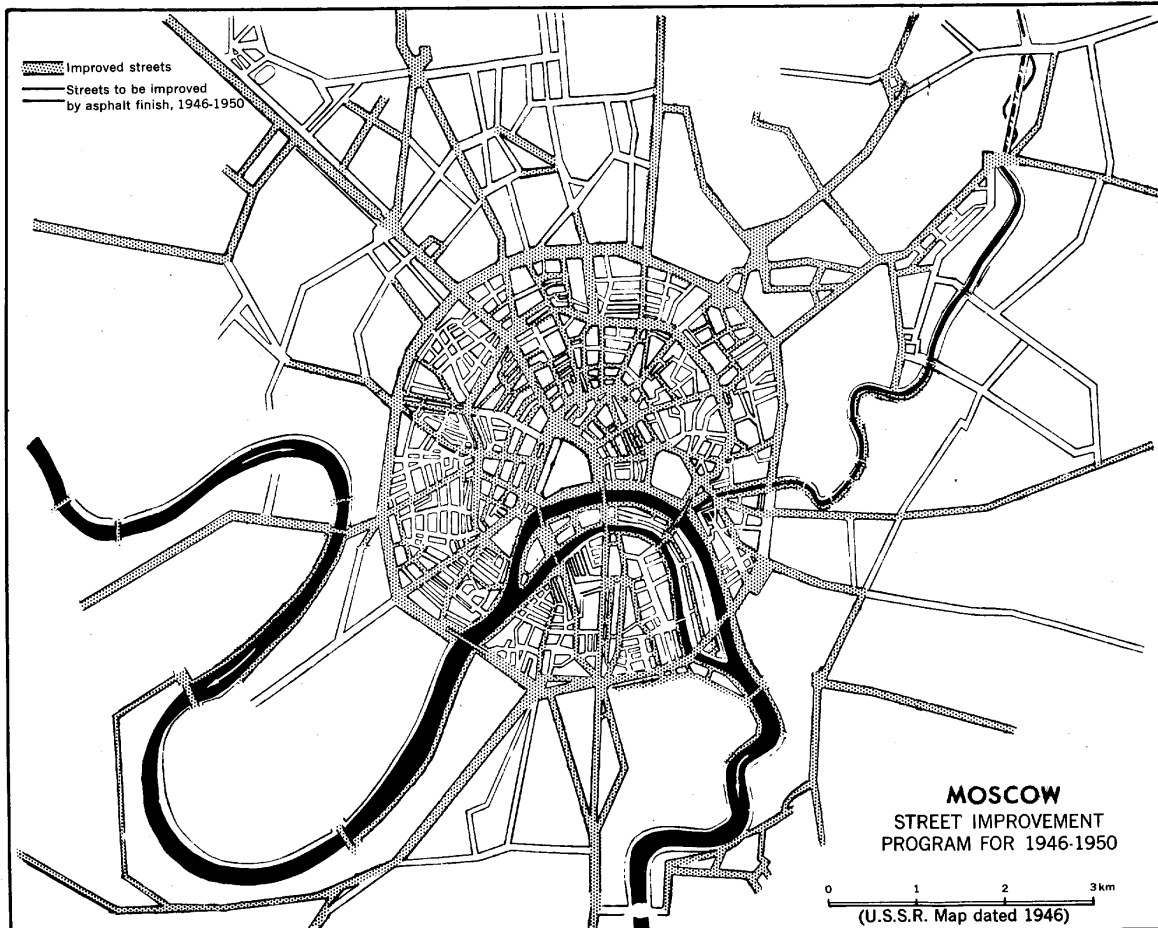 Improved streets
Streets to be improved
by asphalt finish, 1946-1950
MOSCOW
STREET IMPROVEMENT
PROGRAM FOR 1946-1950
0 1 2 3 km
(U.S.S.R. Map dated 1946)